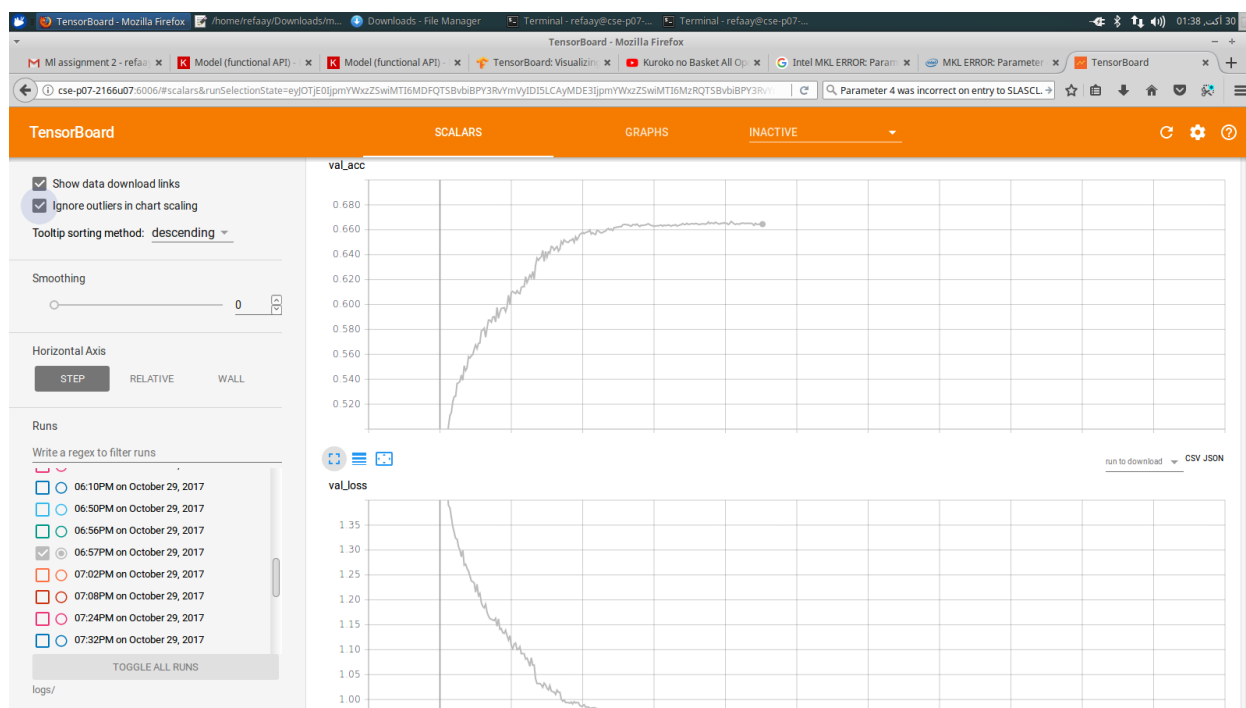 TensorBoard - Mozilla Firefox
/home/refaay/Downloads/m...
Downloads - File Manager
Terminal - refaay@cse-p07-...
Terminal - refaay@cse-p07-...
30 أكت, 01:38
TensorBoard - Mozilla Firefox
Ml assignment 2 - refaa
Model (functional API) -
Model (functional API) -
TensorBoard: Visualizing
Kuroko no Basket All Op
Intel MKL ERROR: Param
MKL ERROR: Parameter
TensorBoard
cse-p07-2166u07:6006/#scalars&runSelectionState=
Parameter 4 was incorrect on entry to SLASCL.
TensorBoard
SCALARS
GRAPHS
INACTIVE
Show data download links
Ignore outliers in chart scaling
Tooltip sorting method: descending
Smoothing
0
Horizontal Axis
STEP
RELATIVE
WALL
Runs
Write a regex to filter runs
06:10PM on October 29, 2017
06:50PM on October 29, 2017
06:56PM on October 29, 2017
06:57PM on October 29, 2017
07:02PM on October 29, 2017
07:08PM on October 29, 2017
07:24PM on October 29, 2017
07:32PM on October 29, 2017
TOGGLE ALL RUNS
logs/
val_acc
0.680
0.660
0.640
0.620
0.600
0.580
0.560
0.540
0.520
run to download
CSV JSON
val_loss
1.35
1.30
1.25
1.20
1.15
1.10
1.05
1.00